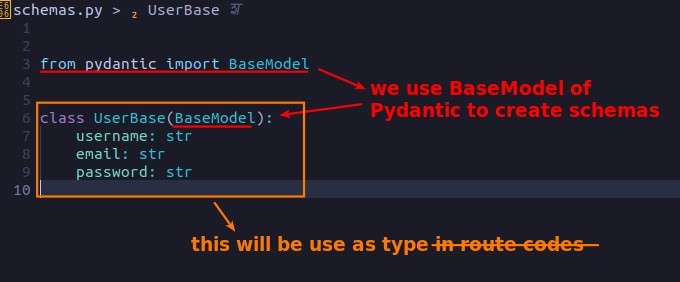 schemas.py > UserBase
1
2
3 from pydantic import BaseModel
4
we use BaseModel of
Pydantic to create schemas
5
6 class UserBase(BaseModel):
7 username: str
8 email: str
9 password: str
10
this will be use as type in route codes